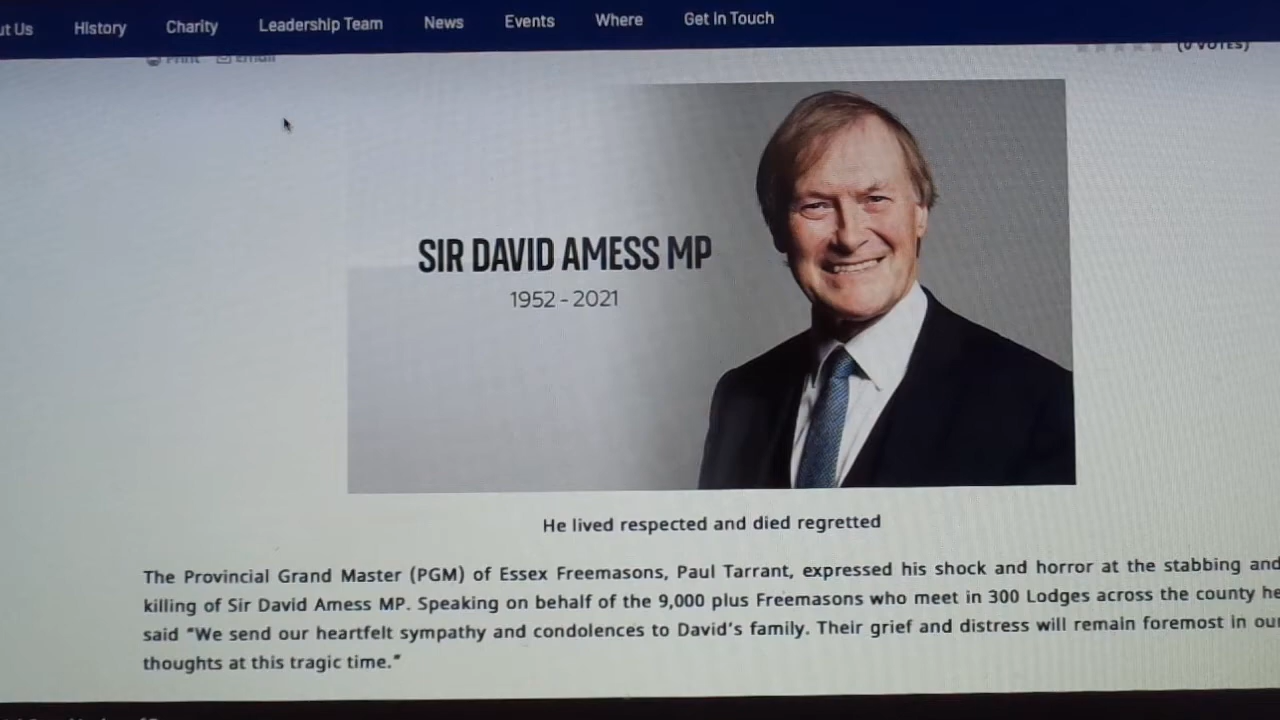 ut Us History Charity Leadership Team News Events Where Get In Touch
Print Email (0 VOTES)
SIR DAVID AMESS MP
1952 - 2021
He lived respected and died regretted
The Provincial Grand Master (PGM) of Essex Freemasons, Paul Tarrant, expressed his shock and horror at the stabbing and
killing of Sir David Amess MP. Speaking on behalf of the 9,000 plus Freemasons who meet in 300 Lodges across the county he
said “We send our heartfelt sympathy and condolences to David's family. Their grief and distress will remain foremost in our
thoughts at this tragic time.”